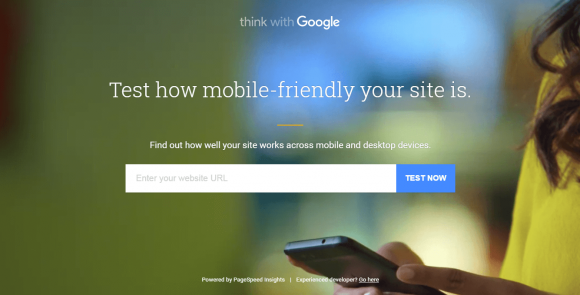 think with Google
Test how mobile-friendly your site is.
Find out how well your site works across mobile and desktop devices.
Enter your website URL
TEST NOW
Powered by PageSpeed Insights | Experienced developer? Go here